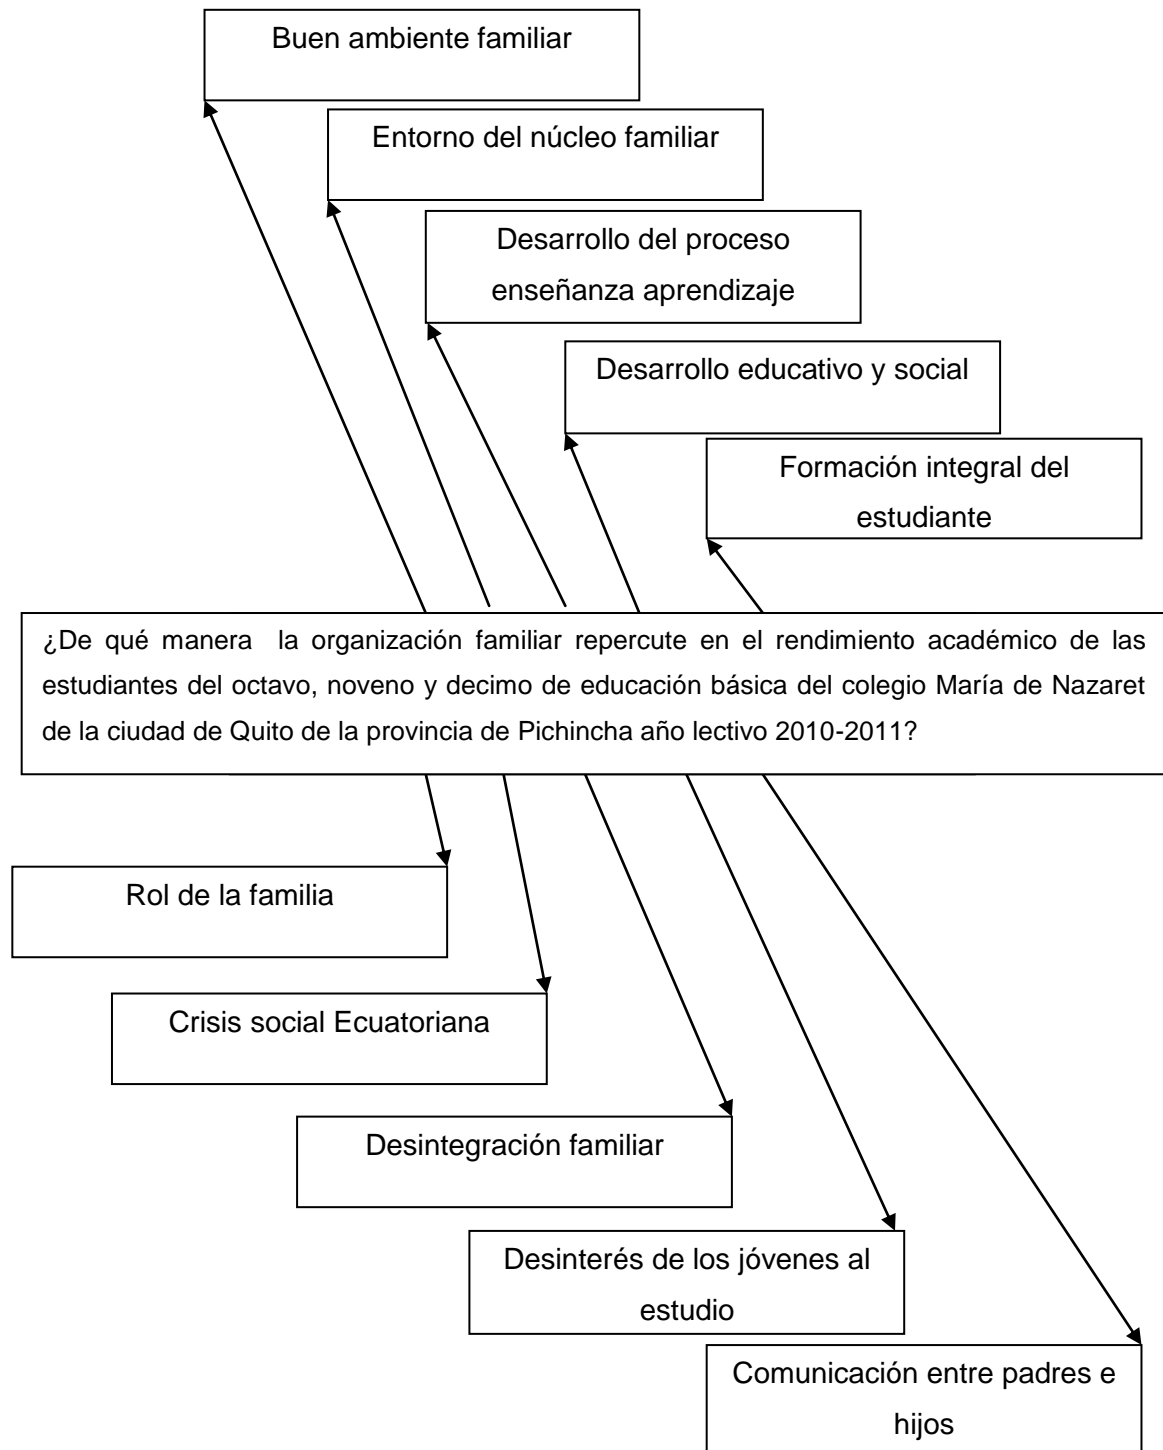 Buen ambiente familiar
Entorno del núcleo familiar
Desarrollo del proceso
enseñanza aprendizaje
Desarrollo educativo y social
Formación integral del
estudiante
¿De qué manera la organización familiar repercute en el rendimiento académico de las
estudiantes del octavo, noveno y decimo de educación básica del colegio María de Nazaret
de la ciudad de Quito de la provincia de Pichincha año lectivo 2010-2011?
Rol de la familia
Crisis social Ecuatoriana
Desintegración familiar
Desinterés de los jóvenes al
estudio
Comunicación entre padres e
hijos